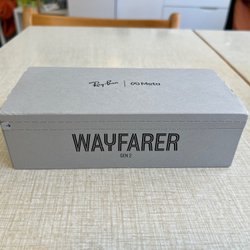 Ray-Ban | Meta
WAYFARER
GEN 2